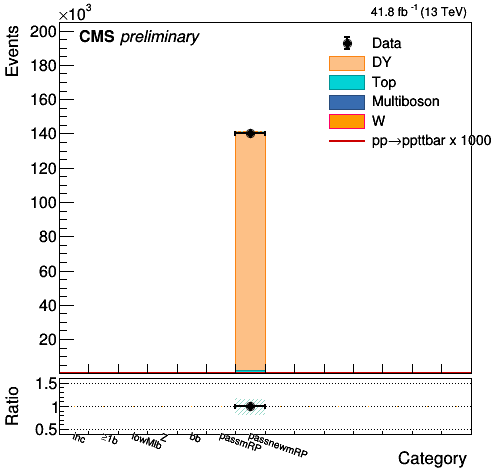 ×10³
41.8 fb⁻¹ (13 TeV)
Events
CMS preliminary
200
180
160
140
120
100
80
60
40
20
Data
DY
Top
Multiboson
W
pp→ppttbar x 1000
Ratio
1.5
1
0.5
inc
≥1b
lowMlb
Z
bb
passmRP
passnewmRP
Category